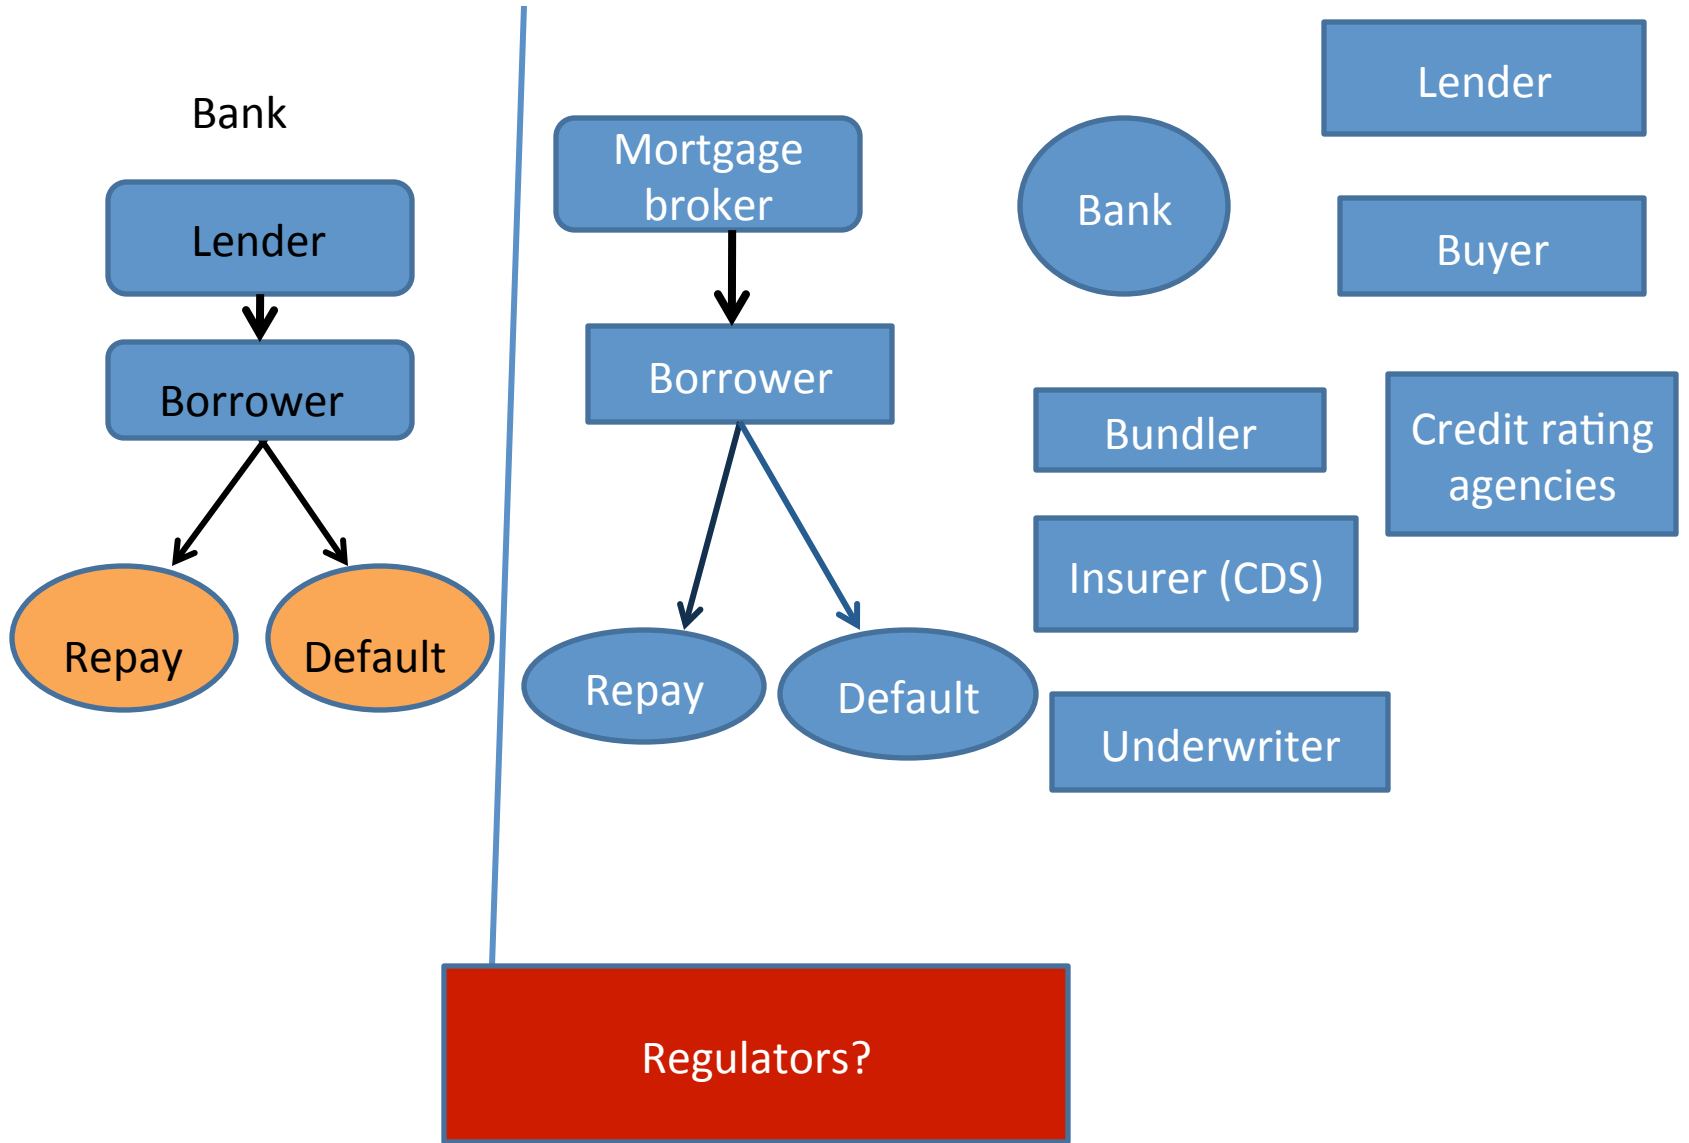 Bank
Lender
Borrower
Repay
Default
Mortgage
broker
Borrower
Repay
Default
Bank
Lender
Buyer
Bundler
Credit rating
agencies
Insurer (CDS)
Underwriter
Regulators?